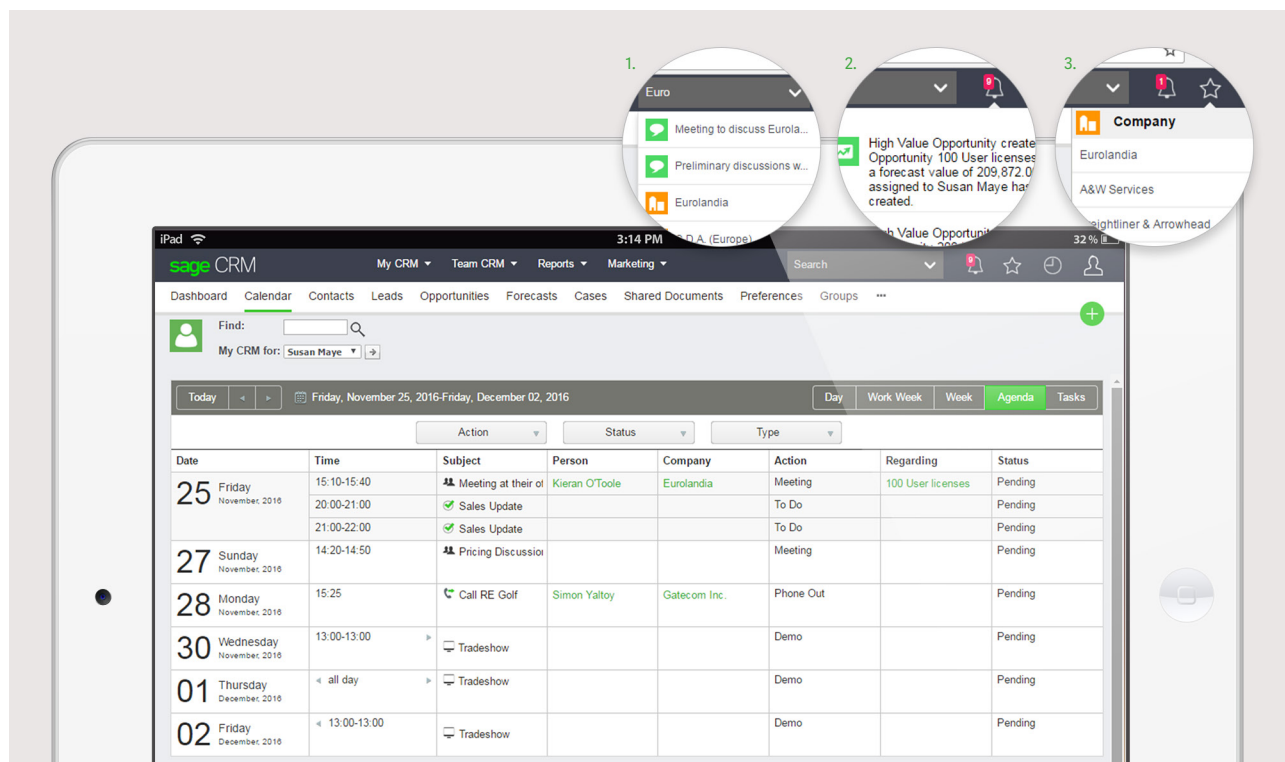 1.
Euro
Meeting to discuss Eurola...
Preliminary discussions w...
Eurolandia
D.A. (Europe)
2.
9
High Value Opportunity create
Opportunity 100 User licenses
a forecast value of 209,872.0
assigned to Susan Maye has
created.
Value Opportunit
3.
1
Company
Eurolandia
A&W Services
eightliner & Arrowhead
iPad 3:14 PM 32 %
sage CRM My CRM Team CRM Reports Marketing Search 9
Dashboard Calendar Contacts Leads Opportunities Forecasts Cases Shared Documents Preferences Groups ...
Find:
My CRM for: Susan Maye
Today Friday, November 25, 2016-Friday, December 02, 2016 Day Work Week Week Agenda Tasks
Action Status Type
Date Time Subject Person Company Action Regarding Status
25 Friday November, 2016 15:10-15:40 Meeting at their of Kieran O'Toole Eurolandia Meeting 100 User licenses Pending
20:00-21:00 Sales Update To Do Pending
21:00-22:00 Sales Update To Do Pending
27 Sunday November, 2016 14:20-14:50 Pricing Discussion Meeting Pending
28 Monday November, 2016 15:25 Call RE Golf Simon Yaltoy Gatecom Inc. Phone Out Pending
30 Wednesday November, 2016 13:00-13:00 Tradeshow Demo Pending
01 Thursday December, 2016 all day Tradeshow Demo Pending
02 Friday December, 2016 13:00-13:00 Tradeshow Demo Pending